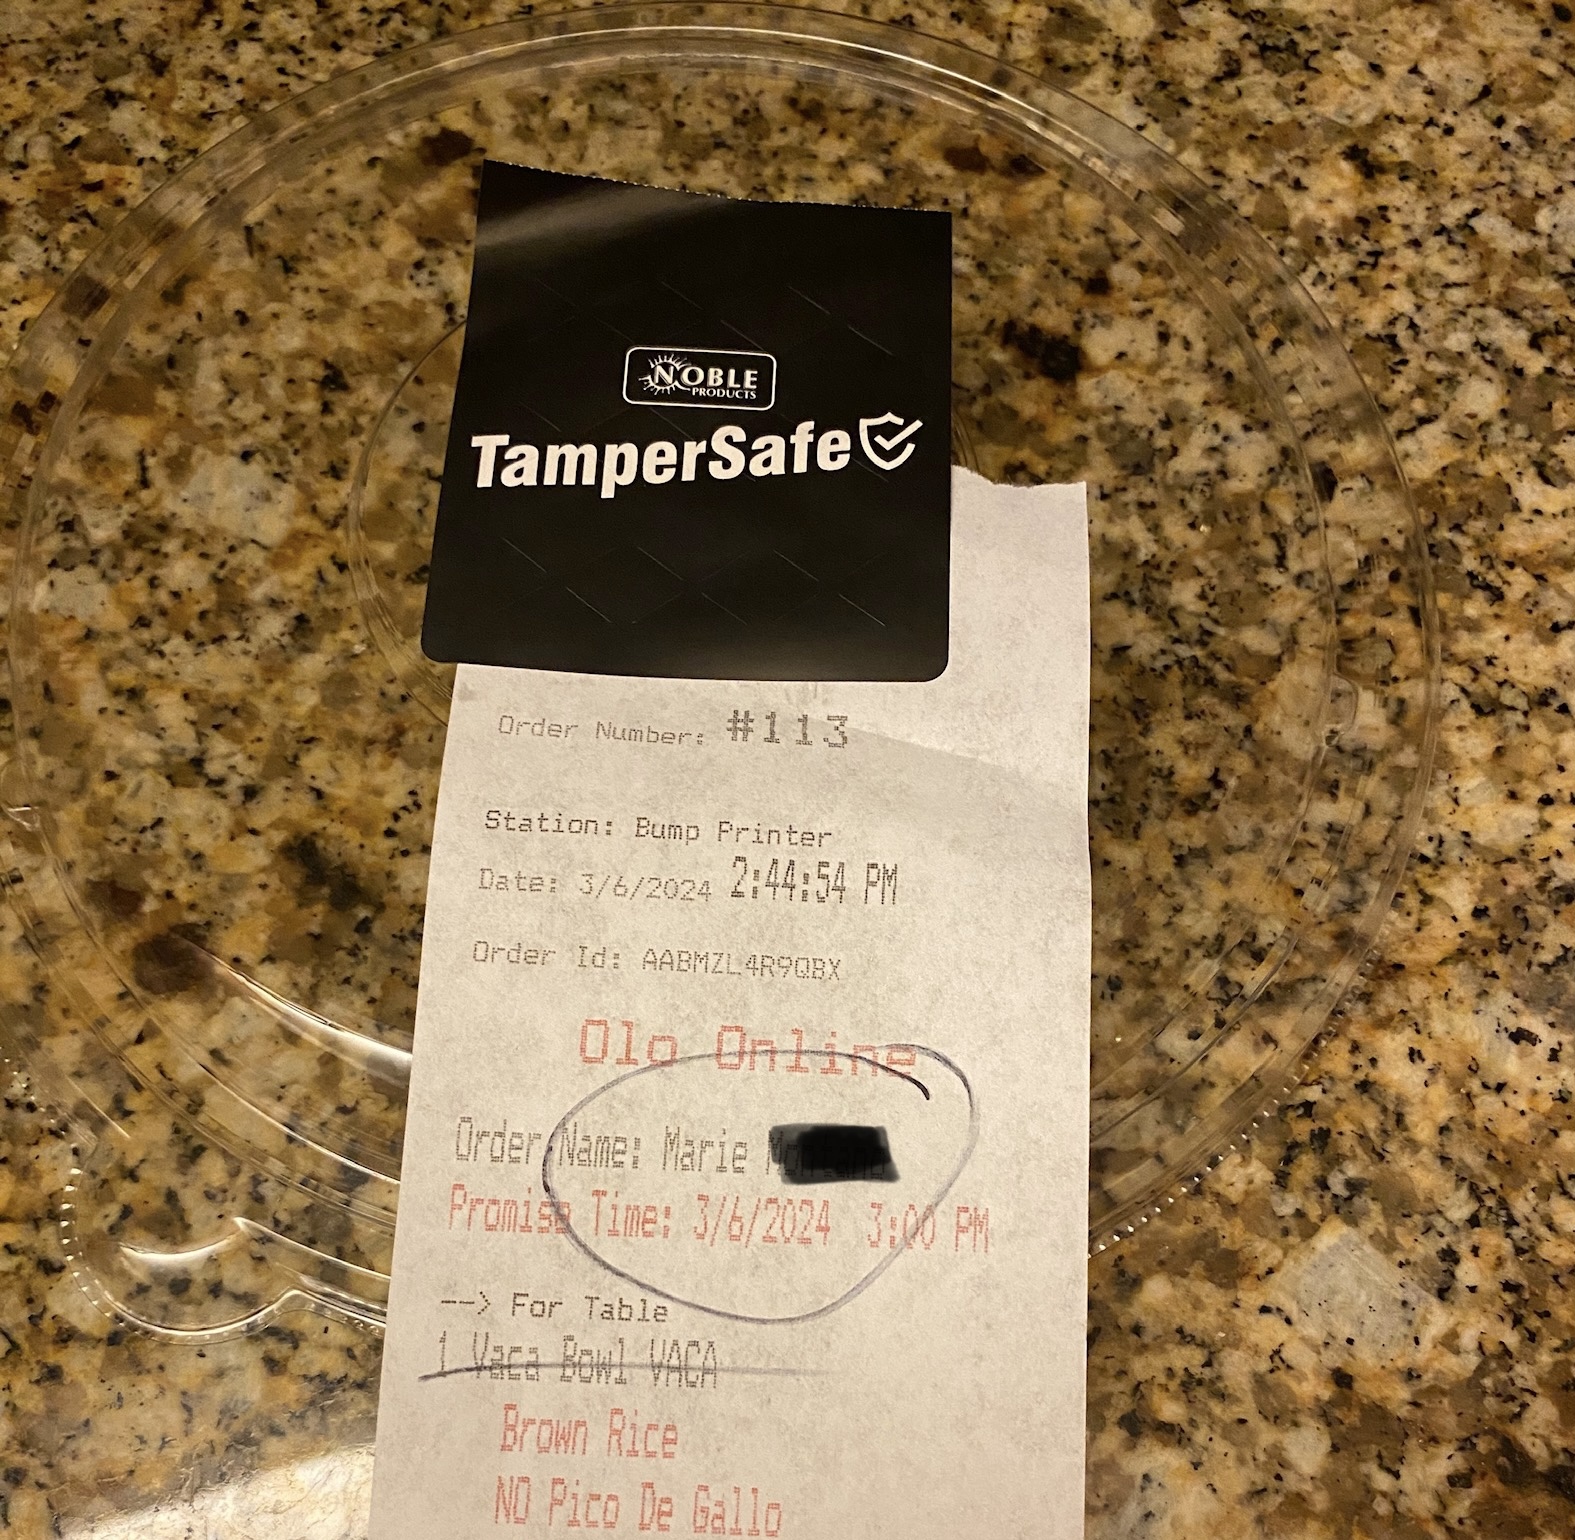 NOBLE
PRODUCTS
TamperSafe
Order Number: #113
Station: Bump Printer
Date: 3/6/2024 2:44:54 PM
Order Id: AABMZL4R9QBX
Olo Online
Order Name: Marie
Promise Time: 3/6/2024 3:00 PM
--> For Table
1 Vaca Bowl VACA
Brown Rice
NO Pico De Gallo